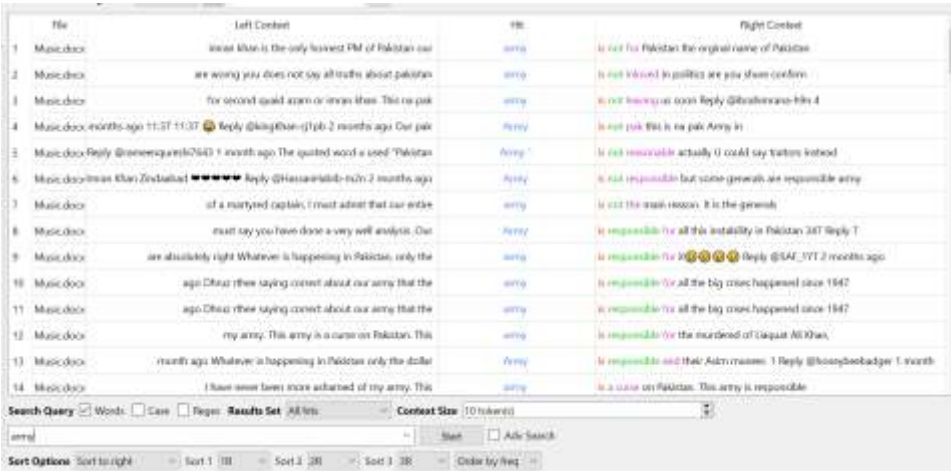 File Left Context Hit Right Context
1 Music.docx imran khan is the only honest PM of Pakistan our army is not for Pakistan the orginal name of Pakistan
2 Music.docx are wrong you does not say all truths about pakistan army is not inloved in politics are you shure confirm
3 Music.docx for second quaid azam or imran khan. This na pak army is not leaving us soon Reply 4
4 Music.docx months ago 11:37 11:37 😂 Reply @kingkhan-rj1pb 2 months ago Our pak Army is not pak this is na pak Army in
5 Music.docx Reply @rameenqureshi7643 1 month ago The quoted word u used "Pakistan Army " is not reasonable actually U could say traitors instead
6 Music.docx Imran Khan Zindaabad ❤❤❤❤❤ Reply @HassanHabib-m2n 2 months ago Army is not responsible but some generals are responsible army
7 Music.docx of a martyred captain, I must admit that our entire army is not the main reason. It is the generals
8 Music.docx must say you have done a very well analysis. Our Army is responsible for all this instability in Pakistan 347 Reply 7
9 Music.docx are absolutely right Whatever is happening in Pakistan, only the army is responsible for Reply @SAF_1YT 2 months ago
10 Music.docx ago Dhruv rthee saying correct about our army that the army is responsible for all the big crises happened since 1947
11 Music.docx ago Dhruv rthee saying correct about our army that the army is responsible for all the big crises happened since 1947
12 Music.docx my army. This army is a curse on Pakistan. This army is responsible for the murdered of Liaquat Ali Khan,
13 Music.docx month ago Whatever is happening in Pakistan only the dollar Army is responsible and their Asim muneer. 1 Reply @honeybeebadger 1 month
14 Music.docx I have never been more ashamed of my army. This army is a curse on Pakistan. This army is responsible
Search Query Words Case Regex Results Set All hits Context Size 10 token(s)
army Start Adv Search
Sort Options Sort to right Sort 1 1R Sort 2 2R Sort 3 3R Order by freq